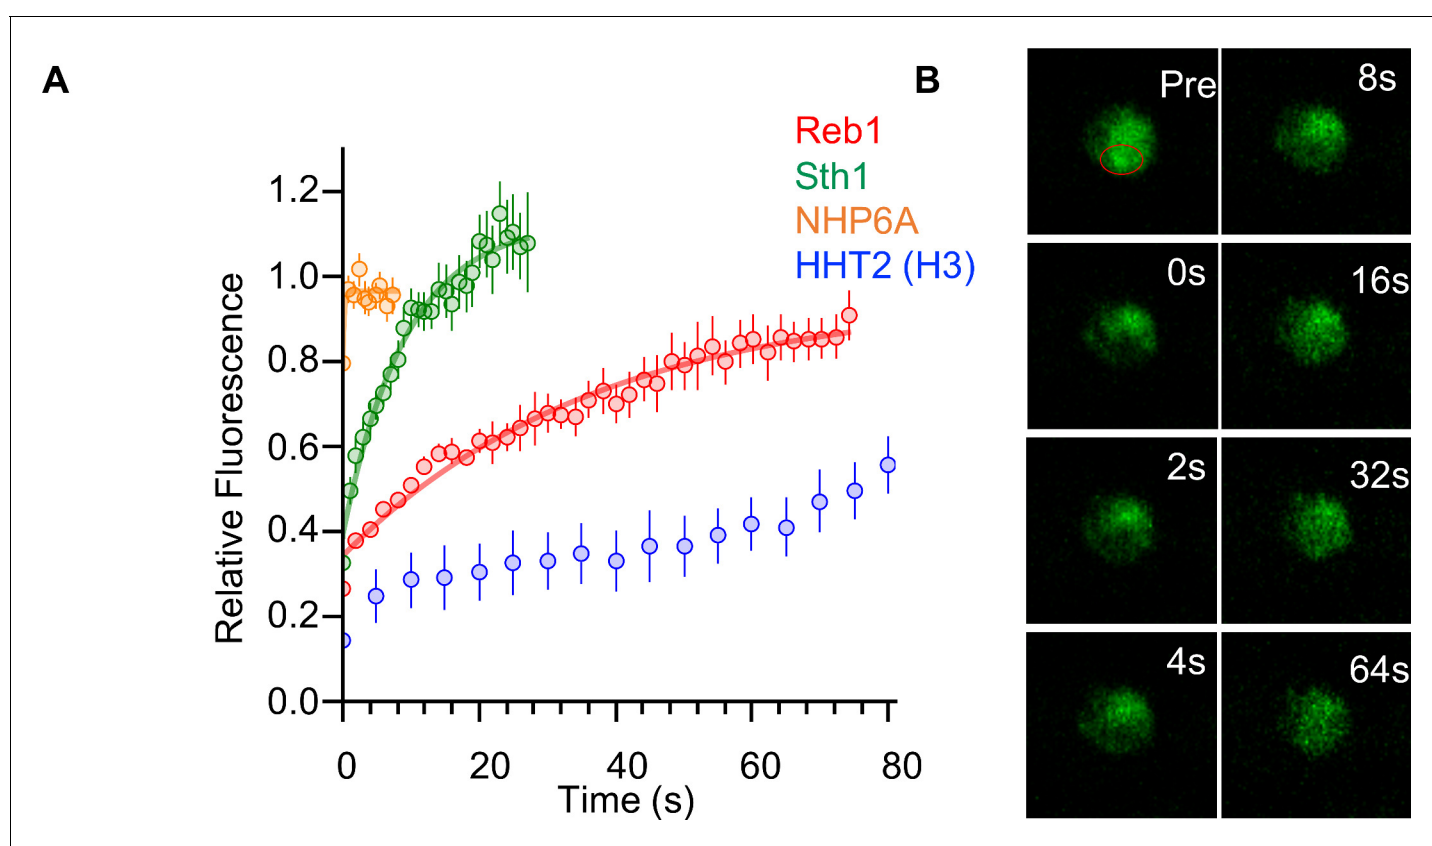 A
Reb1
Sth1
NHP6A
HHT2 (H3)
Relative Fluorescence
1.2
1.0
0.8
0.6
0.4
0.2
0.0
0 20 40 60 80
Time (s)
B
Pre
8s
0s
16s
2s
32s
4s
64s